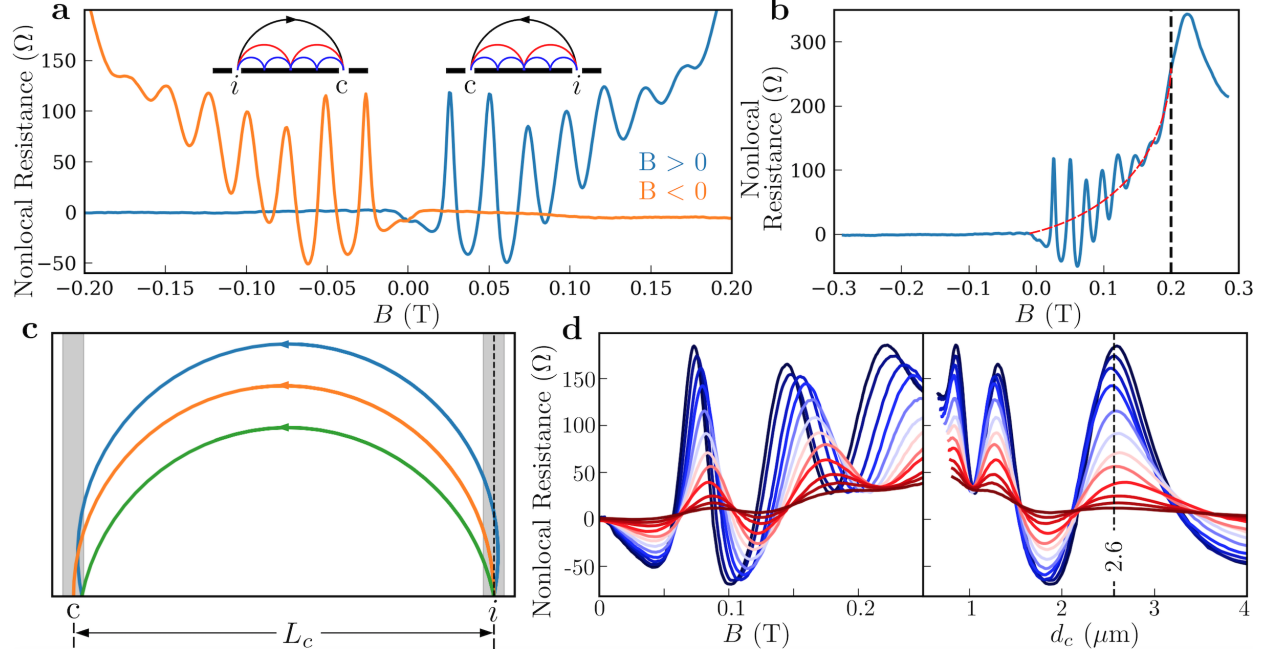 a
Nonlocal Resistance (Ω)
150
100
50
0
−50
i
c
c
i
B > 0
B < 0
−0.20
−0.15
−0.10
−0.05
0.00
0.05
0.10
0.15
0.20
B (T)
b
Nonlocal
Resistance (Ω)
300
200
100
0
−0.3
−0.2
−0.1
0.0
0.1
0.2
0.3
B (T)
c
c
i
L_c
d
Nonlocal Resistance (Ω)
150
100
50
0
-50
0
0.1
0.2
B (T)
2.6
1
2
3
4
d_c (μm)